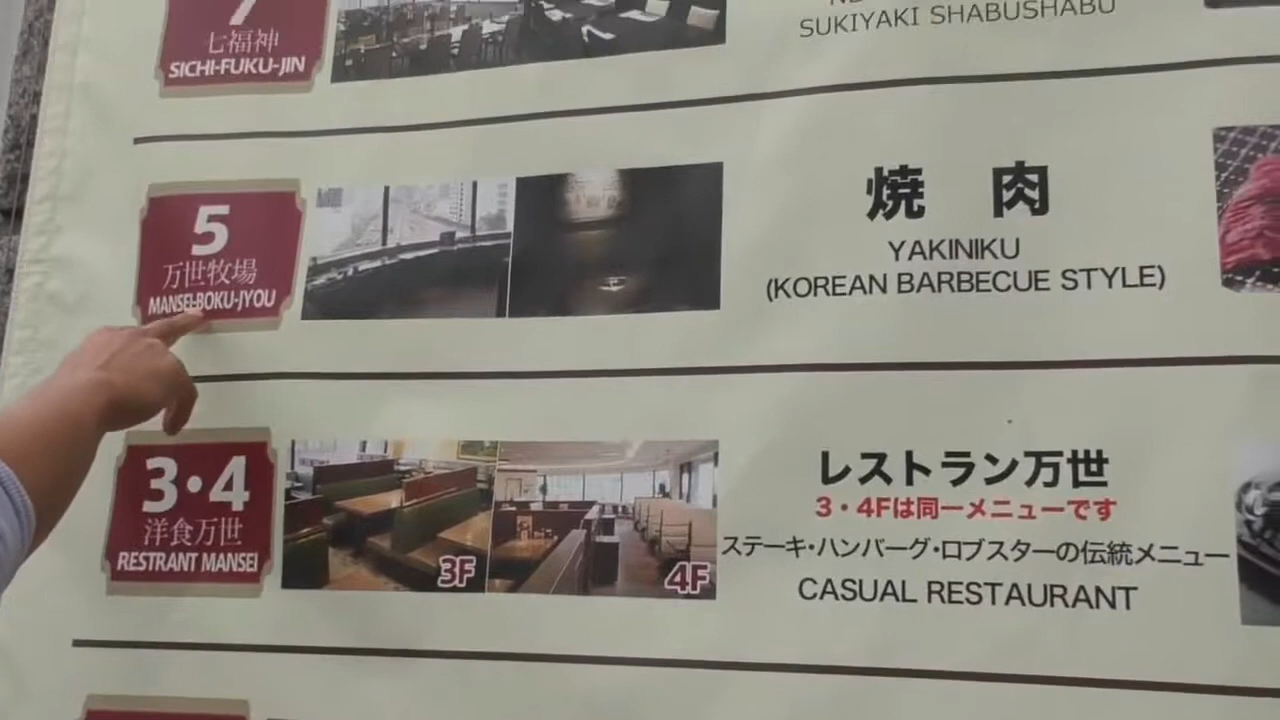 7
七福神
SICHI-FUKU-JIN
SUKIYAKI SHABUSHABU
5
万世牧場
MANSEI-BOKU-JYOU
焼 肉
YAKINIKU
(KOREAN BARBECUE STYLE)
3・4
洋食万世
RESTRANT MANSEI
3F
4F
レストラン万世
3・4Fは同一メニューです
ステーキ・ハンバーグ・ロブスターの伝統メニュー
CASUAL RESTAURANT